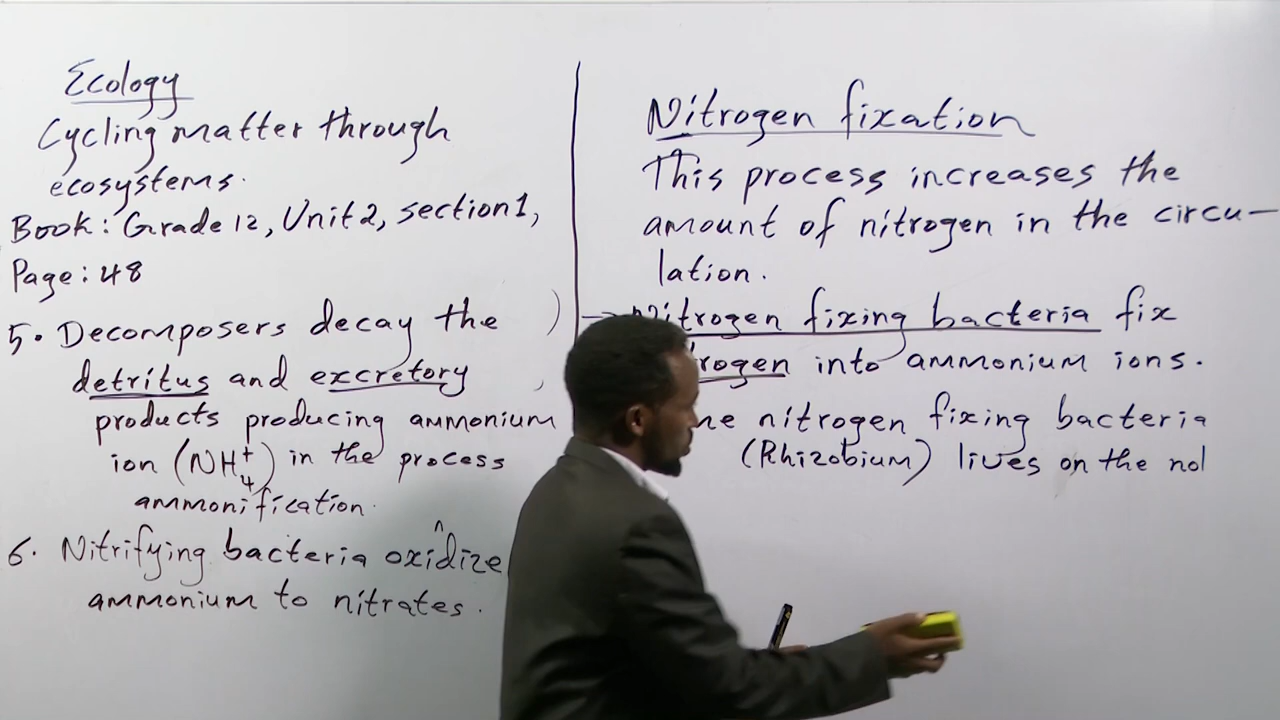 Ecology
Cycling matter through
ecosystems.
Book: Grade 12, Unit 2, section 1,
Page: 48
5. Decomposers decay the
detritus and excretory
products producing ammonium
ion (NH₄⁺) in the process
ammonification.
6. Nitrifying bacteria oxidize
ammonium to nitrates.
Nitrogen fixation
This process increases the
amount of nitrogen in the circu-
lation.
→ Nitrogen fixing bacteria fix
into ammonium ions.
nitrogen fixing bacteria
(Rhizobium) lives on the nol